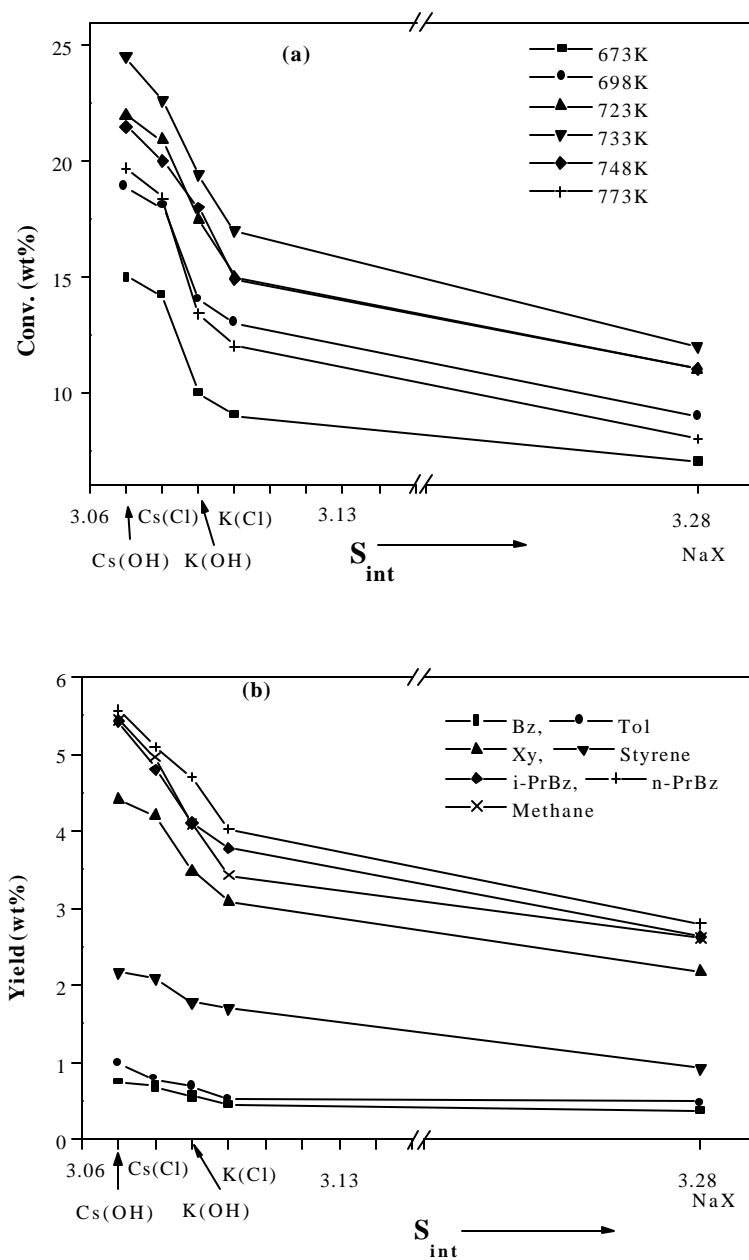 (a)
673K
698K
723K
733K
748K
773K
25
20
15
10
Conv. (wt%)
3.06
Cs(Cl)
K(Cl)
3.13
3.28
Cs(OH)
K(OH)
S_int
NaX
(b)
Bz, Tol
Xy, Styrene
i-PrBz, n-PrBz
Methane
6
5
4
3
2
1
0
Yield (wt%)
3.06
Cs(Cl)
K(Cl)
3.13
3.28
Cs(OH)
K(OH)
NaX
S_int